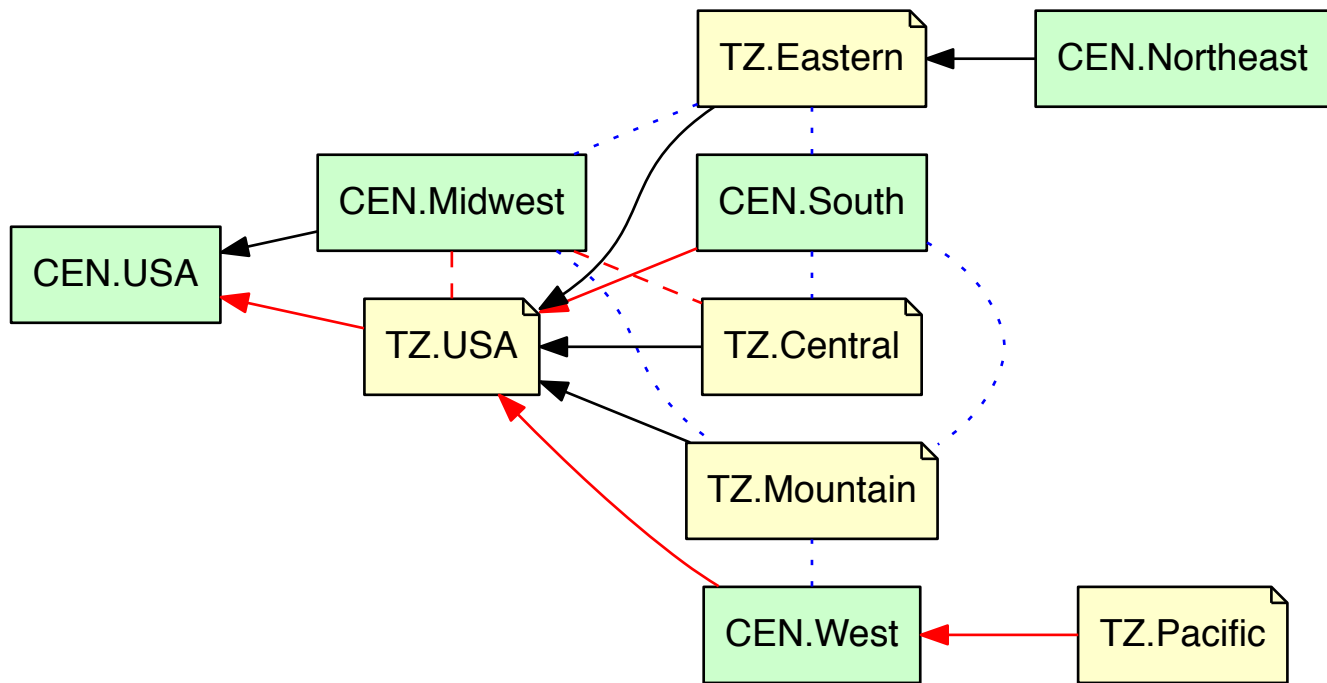 TZ.Eastern
CEN.Northeast
CEN.Midwest
CEN.South
CEN.USA
TZ.USA
TZ.Central
TZ.Mountain
CEN.West
TZ.Pacific